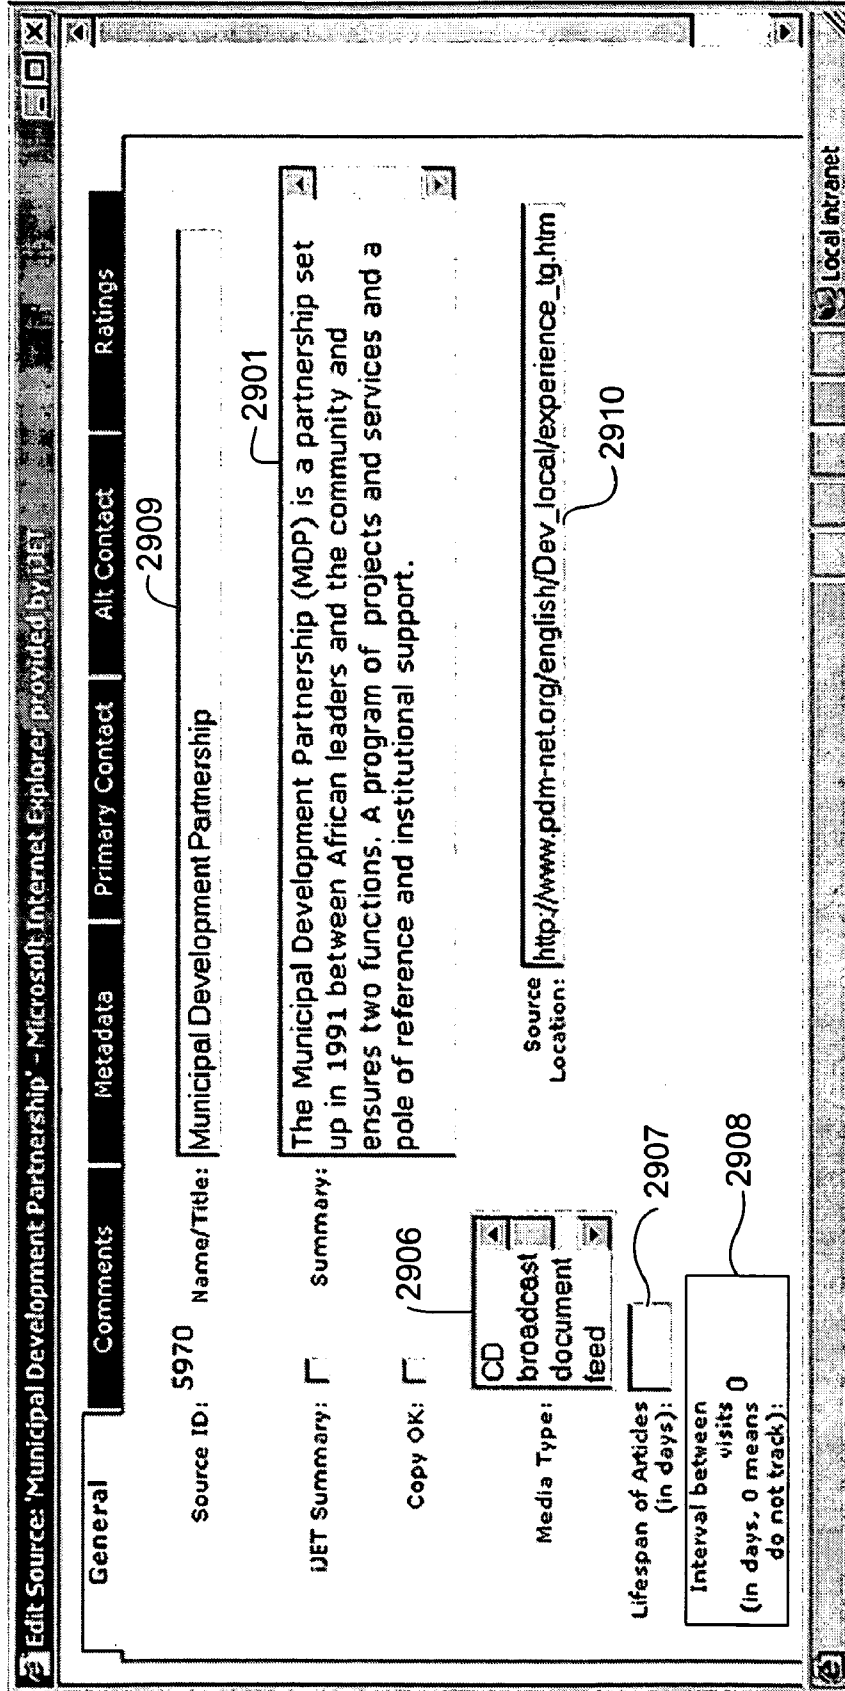 Edit Source: 'Municipal Development Partnership' - Microsoft Internet Explorer provided by iJET
General
Comments
Metadata
Primary Contact
Alt Contact
Ratings
Source ID: 5970
Name/Title: Municipal Development Partnership
2909
iJET Summary:
Summary:
The Municipal Development Partnership (MDP) is a partnership set
up in 1991 between African leaders and the community and
ensures two functions. A program of projects and services and a
pole of reference and institutional support.
2901
Copy OK:
2906
Media Type:
CD
broadcast
document
feed
Source
Location:
http://www.pdm-net.org/english/Dev_local/experience_tg.htm
2910
Lifespan of Articles
(in days):
2907
Interval between
visits
(in days, 0 means
do not track):
0
2908
Local intranet